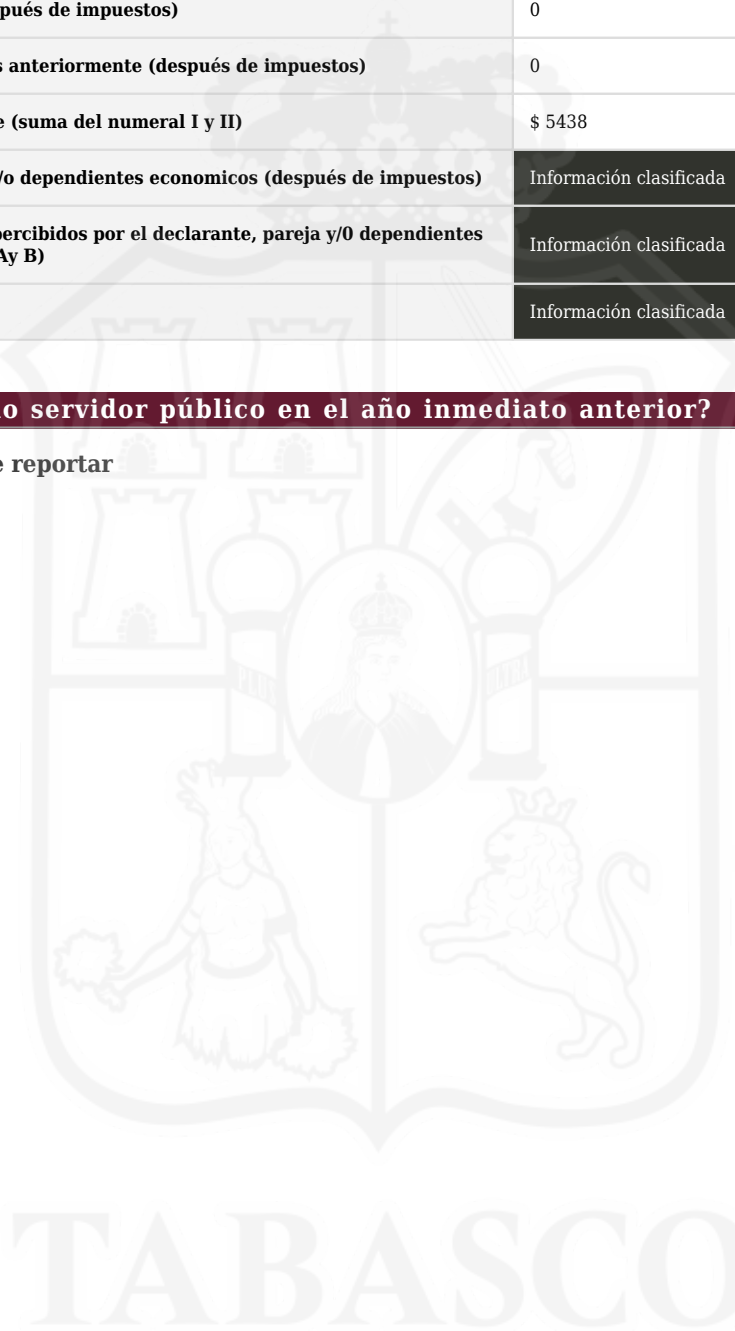 pués de impuestos)
0
s anteriormente (después de impuestos)
0
e (suma del numeral I y II)
$ 5438
/o dependientes economicos (después de impuestos)
Información clasificada
percibidos por el declarante, pareja y/0 dependientes
Ay B)
Información clasificada
Información clasificada
o servidor público en el año inmediato anterior?
e reportar
PLUS
ULTRA
TABASCO